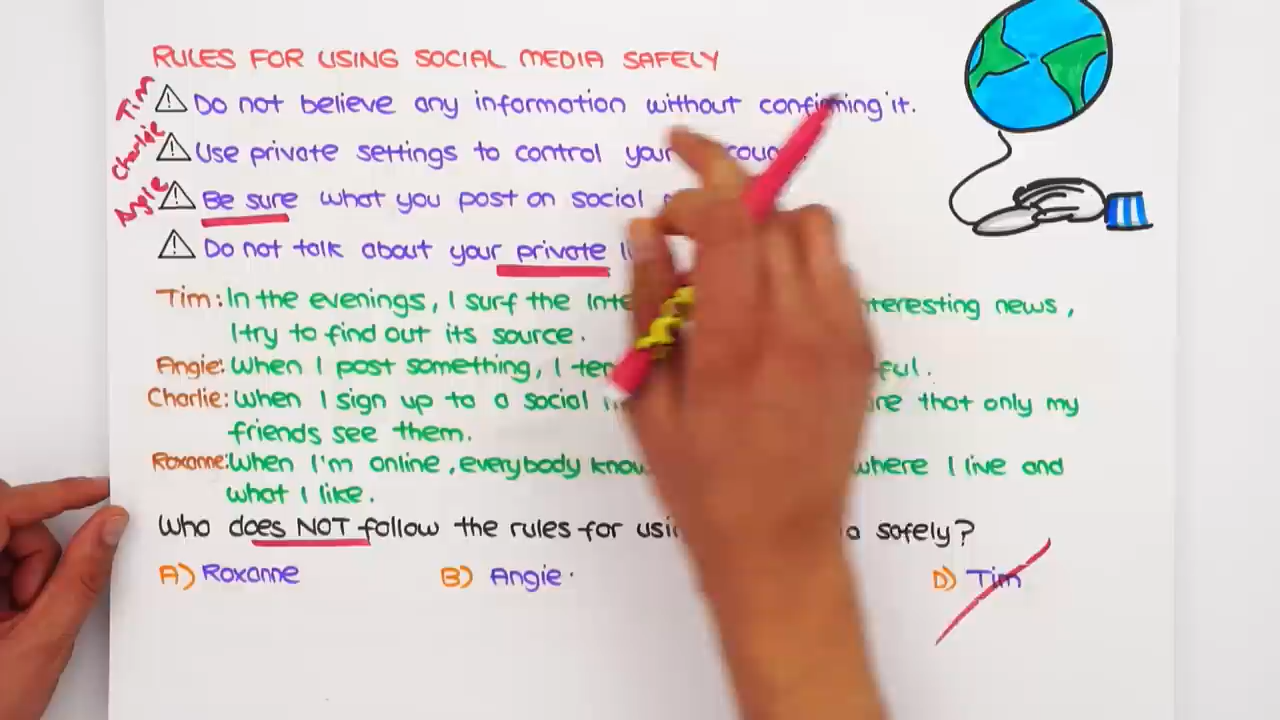 RULES FOR USING SOCIAL MEDIA SAFELY
Tim
Do not believe any information without confirming it.
Charlie
Use private settings to control your
Angie
Be sure what you post on social
Do not talk about your private
Tim: In the evenings, I surf the news,
I try to find out its source.
Angie: When I post something, I
Charlie: When I sign up to a social that only my
friends see them.
Roxanne: When I'm online, everybody where I live and
what I like.
Who does NOT follow the rules for safely?
A) Roxanne B) Angie D) Tim